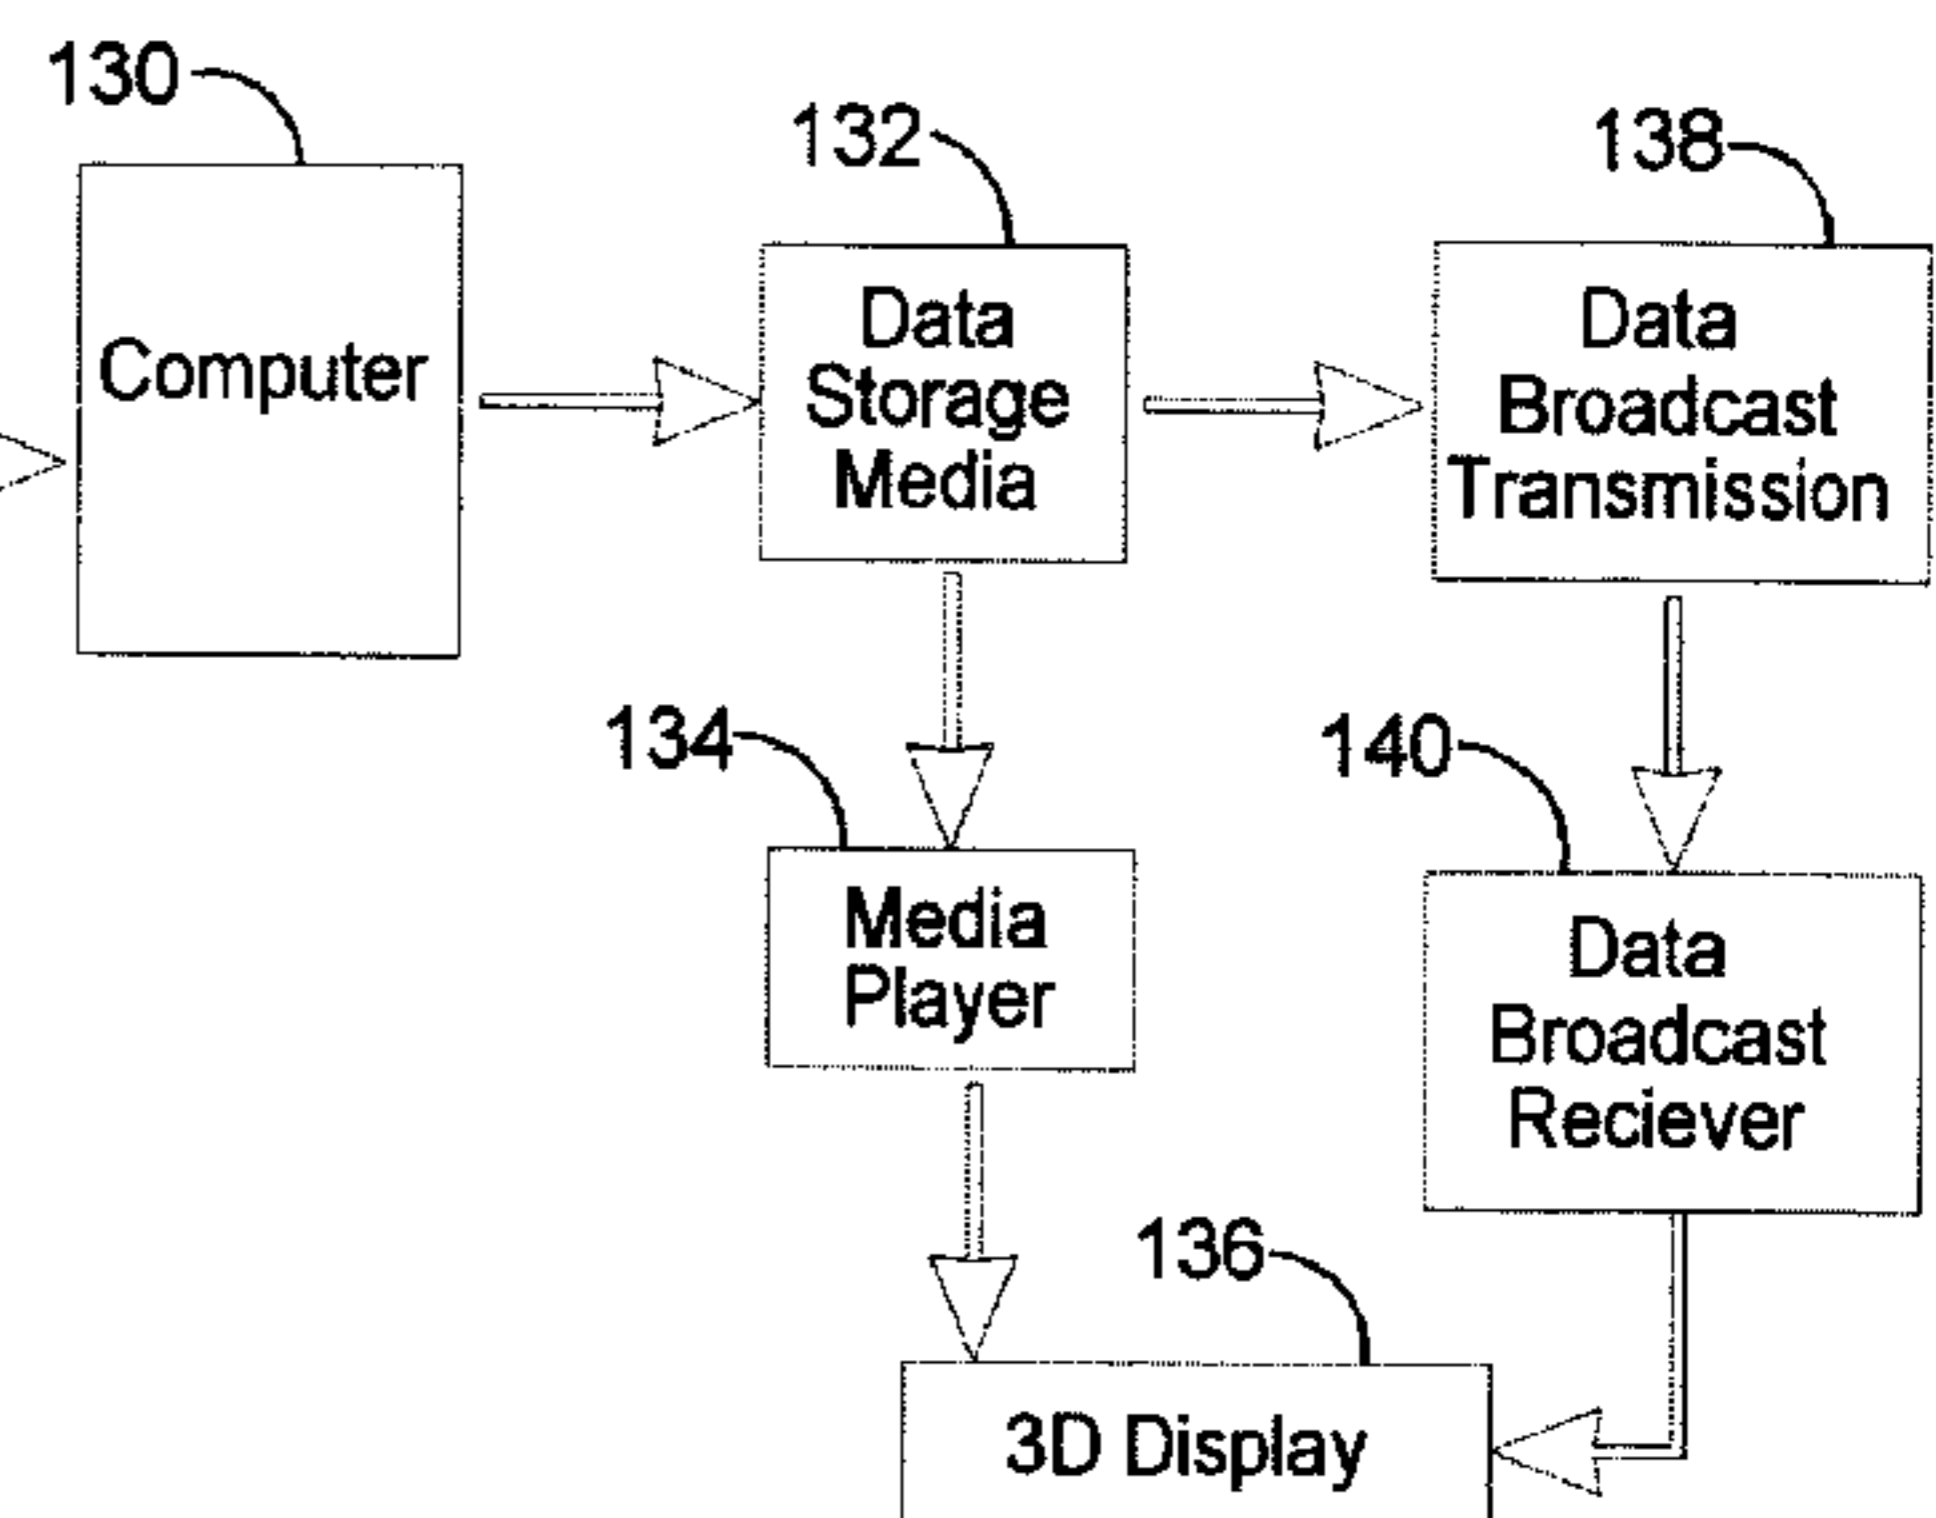 130
132
138
Computer
Data
Storage
Media
Data
Broadcast
Transmission
134
140
Media
Player
Data
Broadcast
Reciever
136
3D Display